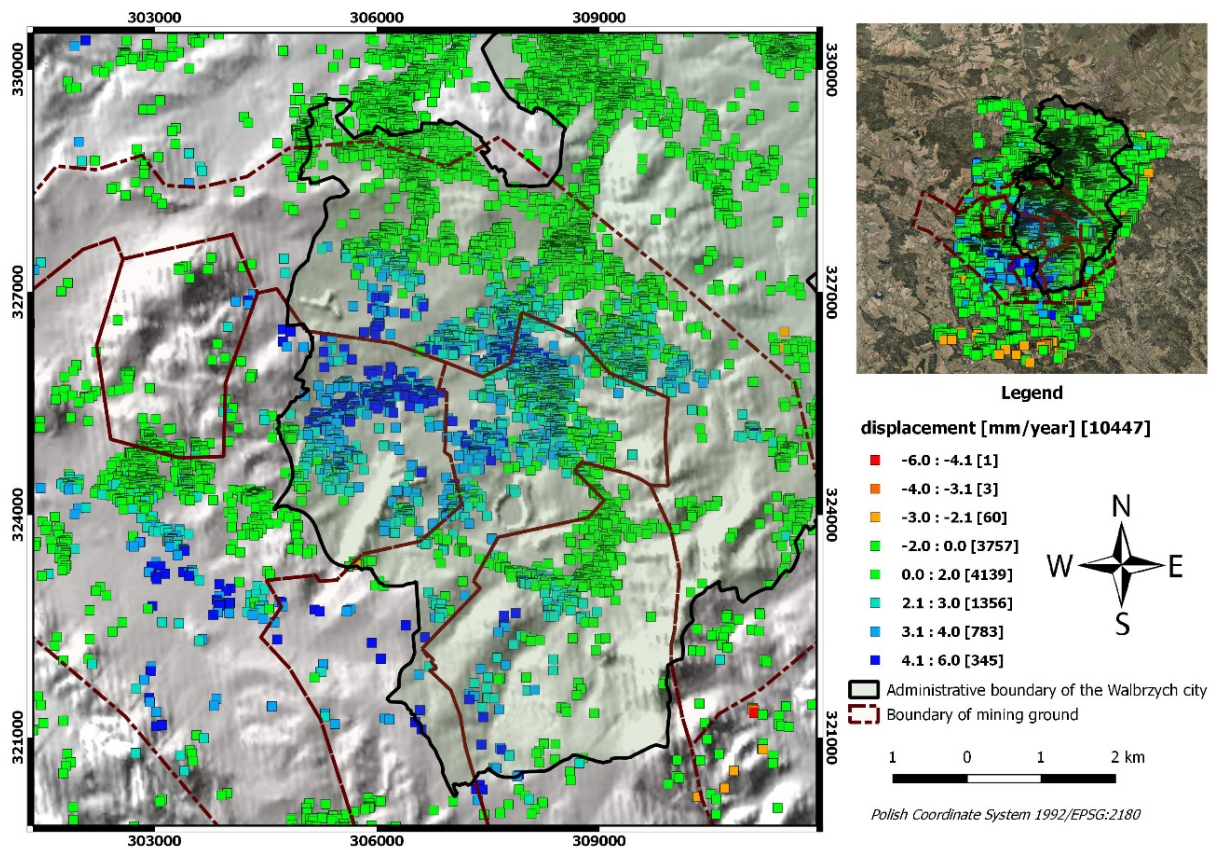 303000 306000 309000
330000 330000
327000 327000
324000 324000
321000 321000
303000 306000 309000
Legend
displacement [mm/year] [10447]
-6.0 : -4.1 [1]
-4.0 : -3.1 [3]
-3.0 : -2.1 [60]
-2.0 : 0.0 [3757]
0.0 : 2.0 [4139]
2.1 : 3.0 [1356]
3.1 : 4.0 [783]
4.1 : 6.0 [345]
N
W E
S
Administrative boundary of the Walbrzych city
Boundary of mining ground
1 0 1 2 km
Polish Coordinate System 1992/EPSG:2180